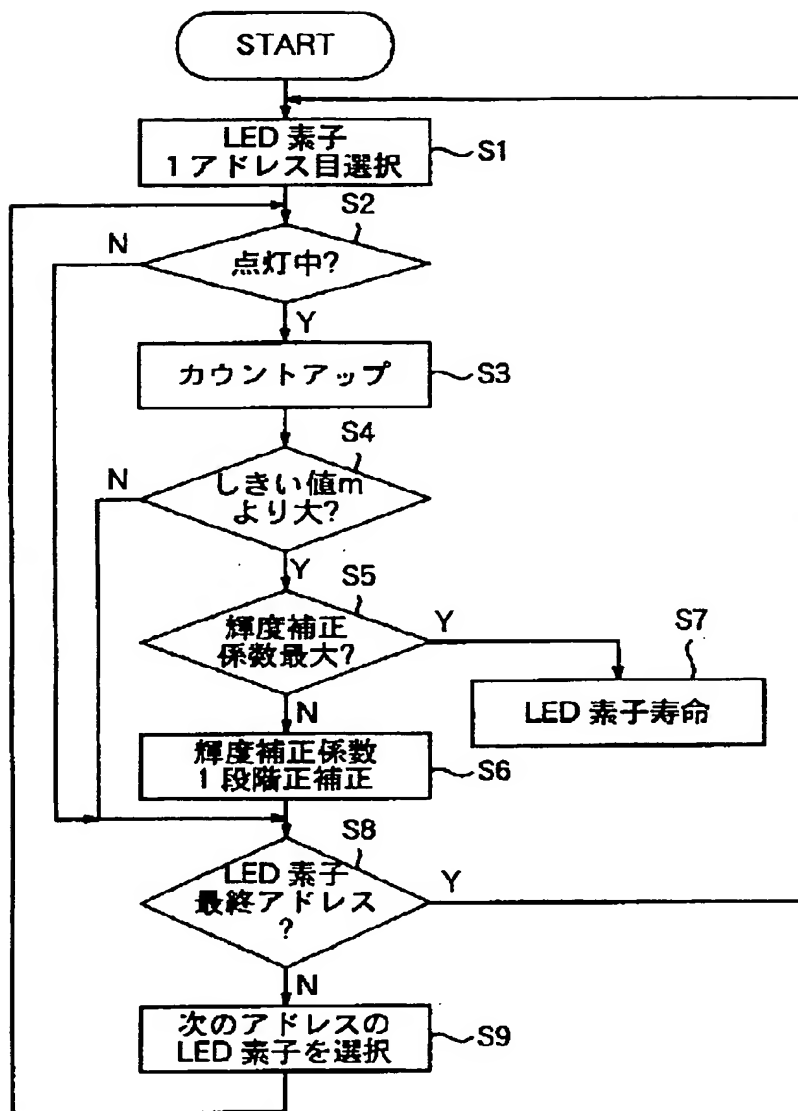 START
LED 素子
1 アドレス目選択
S1
S2
N
点灯中?
Y
カウントアップ
S3
S4
N
しきい値m
より大?
Y
S5
Y
輝度補正
係数最大?
S7
N
LED 素子寿命
輝度補正係数
1 段階正補正
S6
S8
LED 素子
最終アドレス
?
Y
N
次のアドレスの
LED 素子を選択
S9